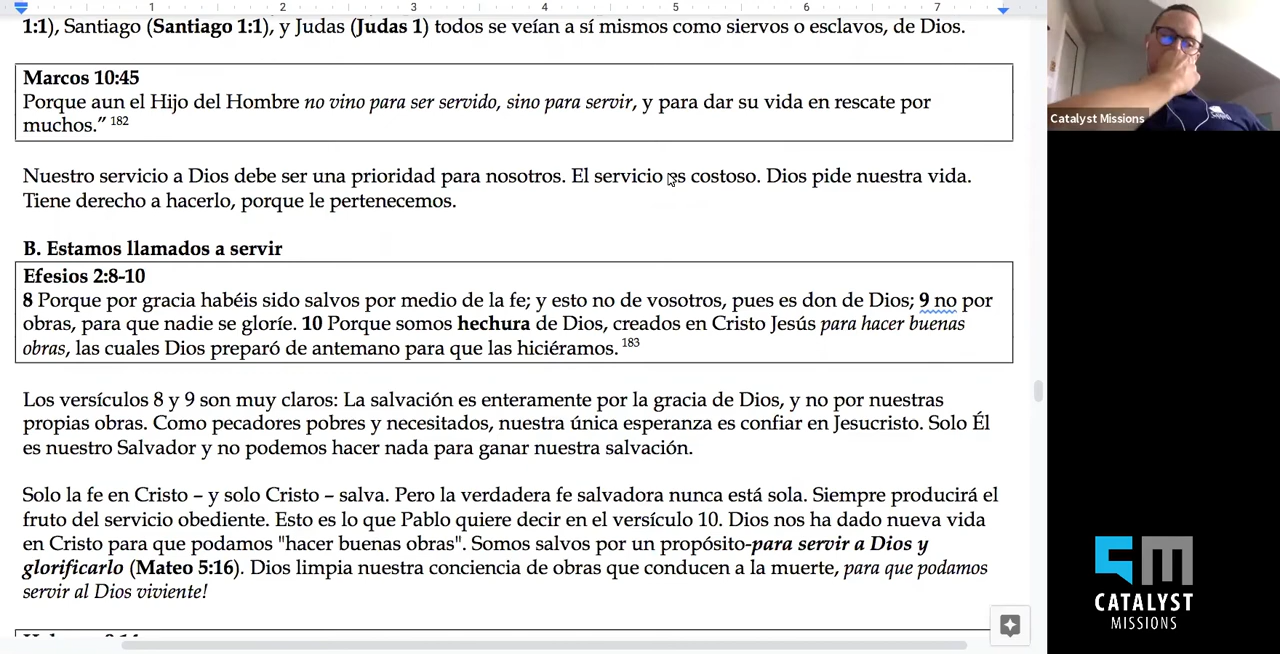 1 2 3 4 5 6 7
1:1), Santiago (Santiago 1:1), y Judas (Judas 1) todos se veían a sí mismos como siervos o esclavos, de Dios.
Marcos 10:45
Porque aun el Hijo del Hombre no vino para ser servido, sino para servir, y para dar su vida en rescate por
muchos.” 182
Nuestro servicio a Dios debe ser una prioridad para nosotros. El servicio es costoso. Dios pide nuestra vida.
Tiene derecho a hacerlo, porque le pertenecemos.
B. Estamos llamados a servir
Efesios 2:8-10
8 Porque por gracia habéis sido salvos por medio de la fe; y esto no de vosotros, pues es don de Dios; 9 no por
obras, para que nadie se gloríe. 10 Porque somos hechura de Dios, creados en Cristo Jesús para hacer buenas
obras, las cuales Dios preparó de antemano para que las hiciéramos. 183
Los versículos 8 y 9 son muy claros: La salvación es enteramente por la gracia de Dios, y no por nuestras
propias obras. Como pecadores pobres y necesitados, nuestra única esperanza es confiar en Jesucristo. Solo Él
es nuestro Salvador y no podemos hacer nada para ganar nuestra salvación.
Solo la fe en Cristo – y solo Cristo – salva. Pero la verdadera fe salvadora nunca está sola. Siempre producirá el
fruto del servicio obediente. Esto es lo que Pablo quiere decir en el versículo 10. Dios nos ha dado nueva vida
en Cristo para que podamos "hacer buenas obras". Somos salvos por un propósito-para servir a Dios y
glorificarlo (Mateo 5:16). Dios limpia nuestra conciencia de obras que conducen a la muerte, para que podamos
servir al Dios viviente!
Catalyst Missions
CATALYST
MISSIONS